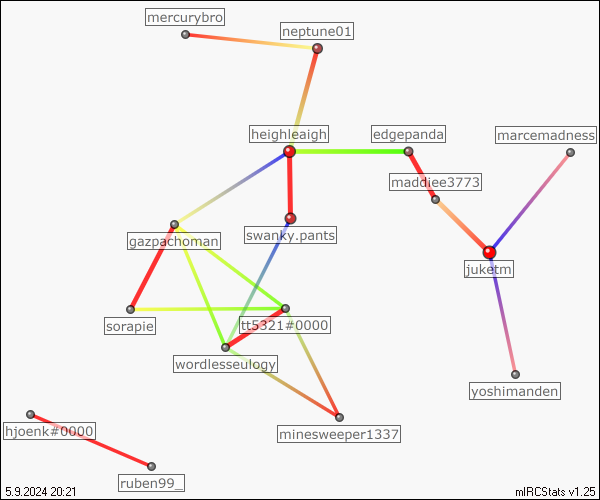 mercurybro
neptune01
heighleaigh
edgepanda
marcemadness
maddiee3773
gazpachoman
swanky.pants
juketm
sorapie
tt5321#0000
wordlesseulogy
yoshimanden
hjoenk#0000
minesweeper1337
ruben99_
5.9.2024 20:21
mIRCStats v1.25